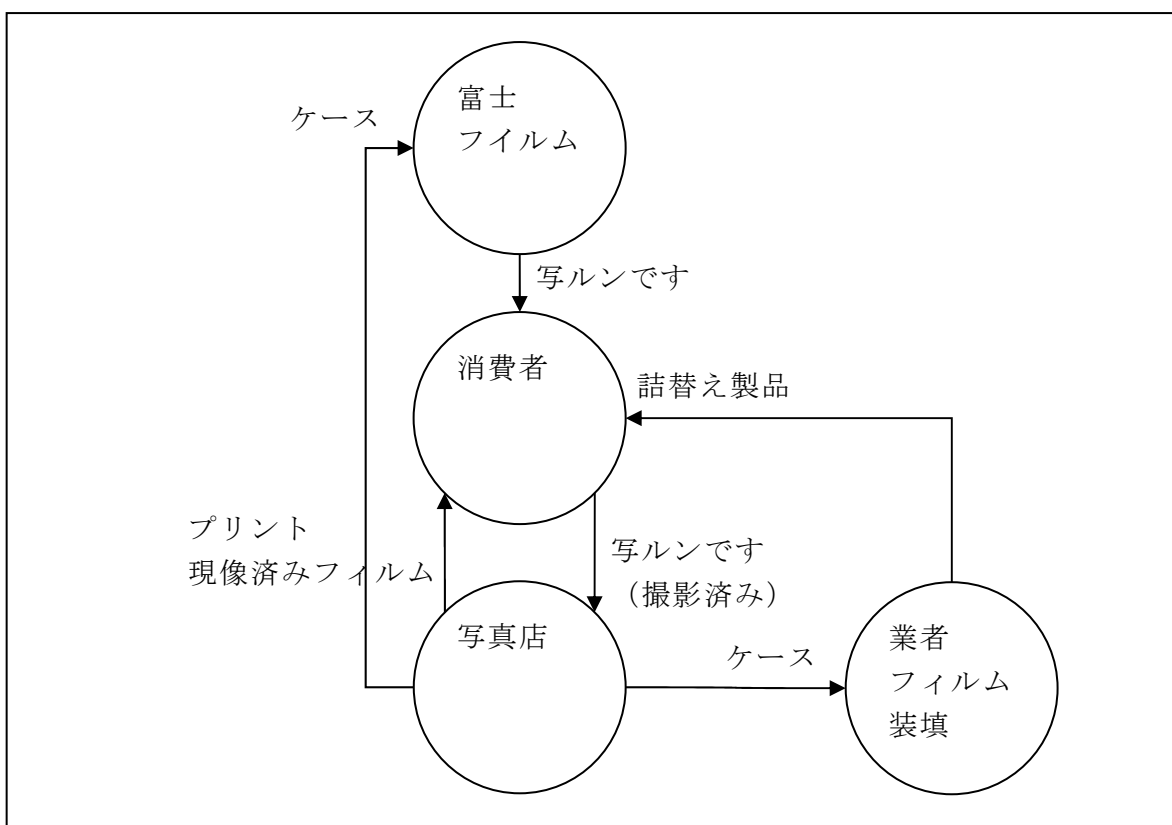 富士
フイルム
ケース
写ルンです
消費者
詰替え製品
プリント
現像済みフィルム
写ルンです
（撮影済み）
写真店
ケース
業者
フィルム
装填